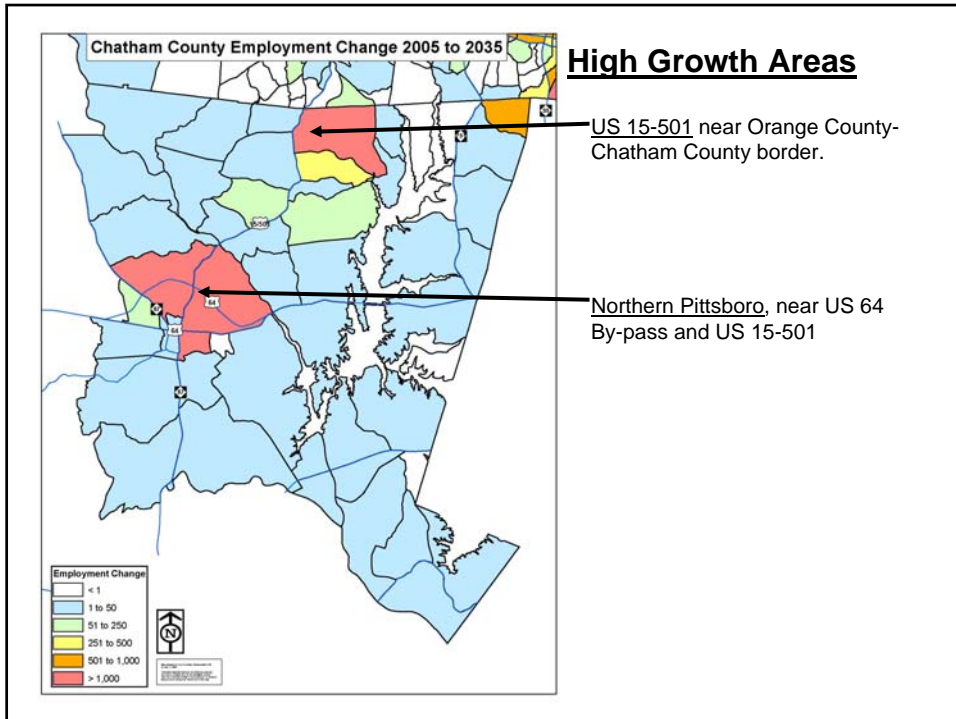 Chatham County Employment Change 2005 to 2035
High Growth Areas
US 15-501 near Orange County-
Chatham County border.
15/501
Northern Pittsboro, near US 64
By-pass and US 15-501
64
64
Employment Change
< 1
1 to 50
51 to 250
251 to 500
501 to 1,000
> 1,000
N